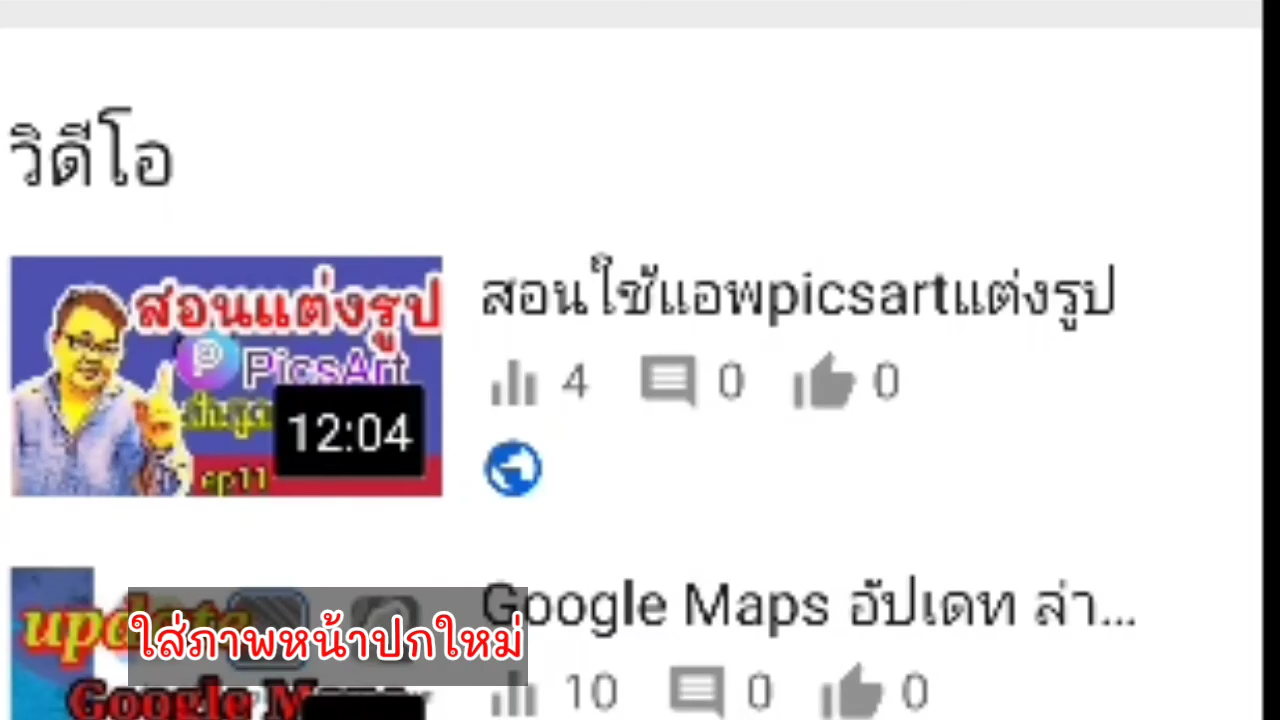 วิดีโอ
สอนแต่งรูป
PicsArt
12:04
ep11
สอนใช้แอพpicsartแต่งรูป
4 0 0
update
Google Maps อัปเดท ล่า...
ใส่ภาพหน้าปกใหม่
10 0 0